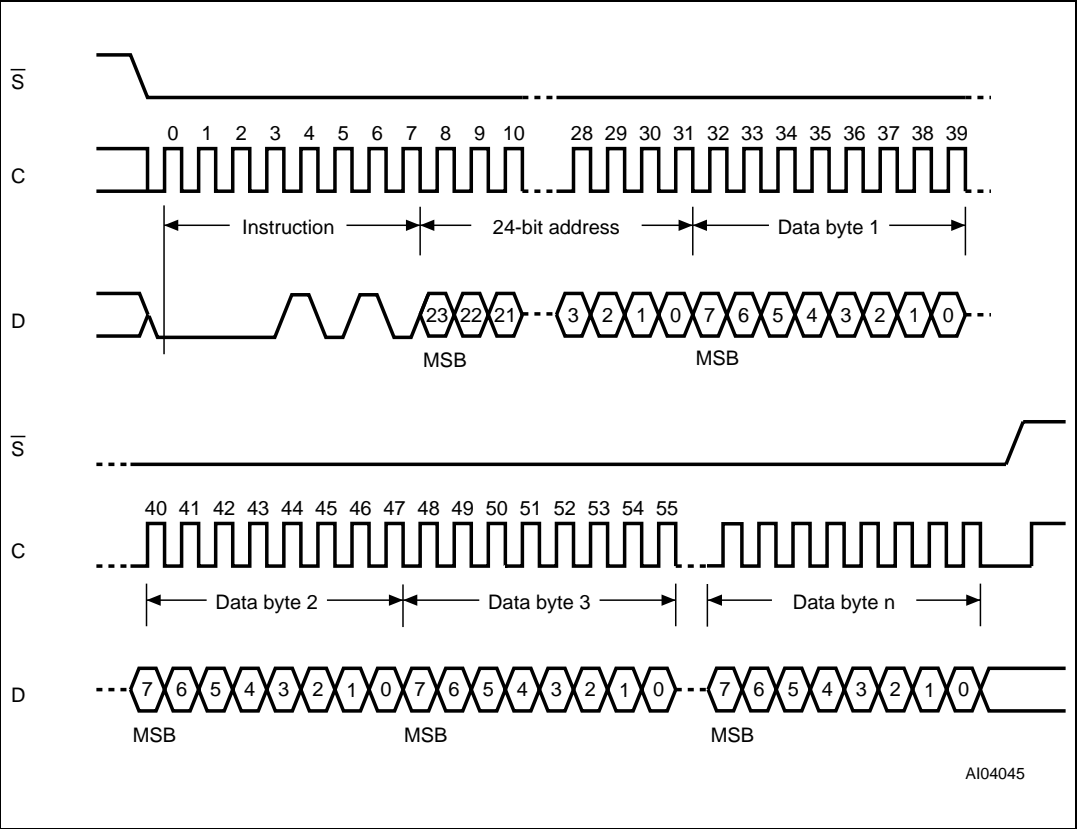 S̅
0 1 2 3 4 5 6 7 8 9 10 28 29 30 31 32 33 34 35 36 37 38 39
C
Instruction 24-bit address Data byte 1
D 23 22 21 3 2 1 0 7 6 5 4 3 2 1 0
MSB MSB
S̅
40 41 42 43 44 45 46 47 48 49 50 51 52 53 54 55
C
Data byte 2 Data byte 3 Data byte n
D 7 6 5 4 3 2 1 0 7 6 5 4 3 2 1 0 7 6 5 4 3 2 1 0
MSB MSB MSB
AI04045